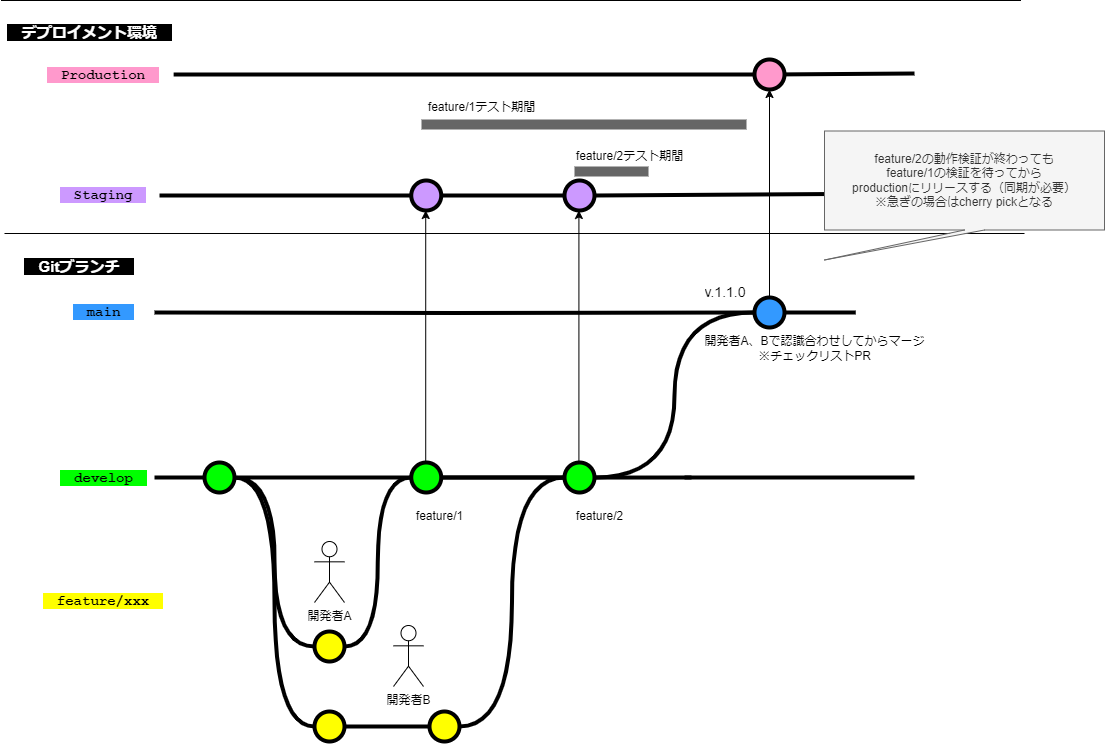 デプロイメント環境
Production
feature/1テスト期間
feature/2テスト期間
Staging
feature/2の動作検証が終わっても
feature/1の検証を待ってから
productionにリリースする（同期が必要）
※急ぎの場合はcherry pickとなる
Gitブランチ
v.1.1.0
main
開発者A、Bで認識合わせしてからマージ
※チェックリストPR
develop
feature/1
feature/2
feature/xxx
開発者A
開発者B